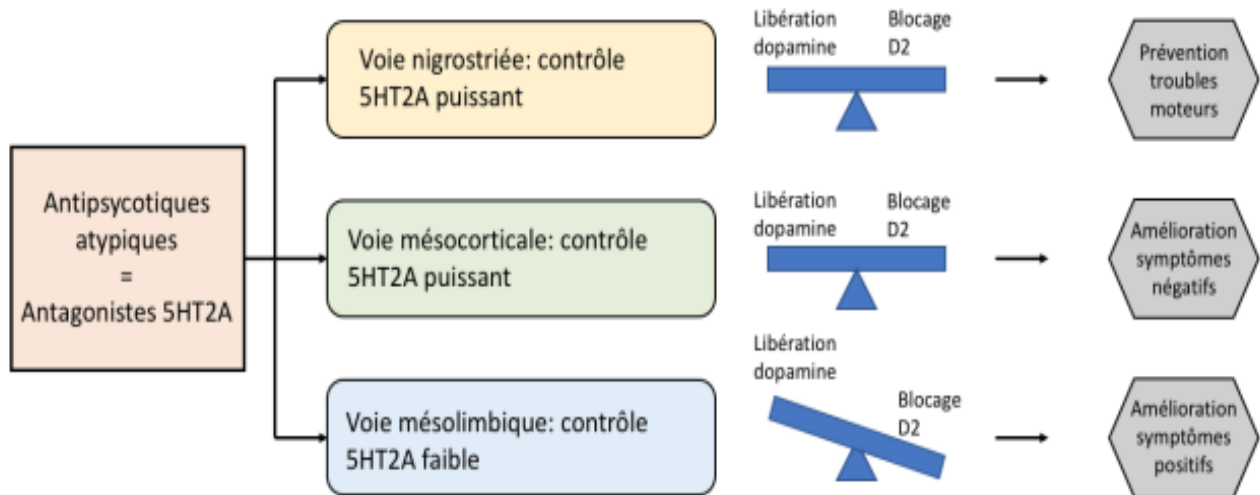 Antipsycotiques
atypiques
=
Antagonistes 5HT2A
Voie nigrostriée: contrôle
5HT2A puissant
Libération
dopamine
Blocage
D2
Prévention
troubles
moteurs
Voie mésocorticale: contrôle
5HT2A puissant
Libération
dopamine
Blocage
D2
Amélioration
symptômes
négatifs
Voie mésolimbique: contrôle
5HT2A faible
Libération
dopamine
Blocage
D2
Amélioration
symptômes
positifs